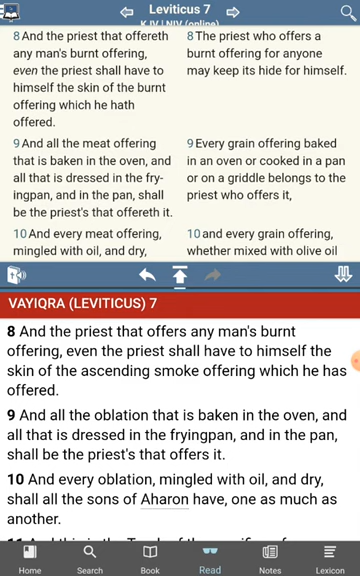 Leviticus 7
KJV | NIV (online)
8 And the priest that offereth
any man's burnt offering,
even the priest shall have to
himself the skin of the burnt
offering which he hath
offered.
9 And all the meat offering
that is baken in the oven, and
all that is dressed in the fry-
ingpan, and in the pan, shall
be the priest's that offereth it.
10 And every meat offering,
mingled with oil, and dry,
8 The priest who offers a
burnt offering for anyone
may keep its hide for himself.
9 Every grain offering baked
in an oven or cooked in a pan
or on a griddle belongs to the
priest who offers it,
10 and every grain offering,
whether mixed with olive oil
VAYIQRA (LEVITICUS) 7
8 And the priest that offers any man's burnt
offering, even the priest shall have to himself the
skin of the ascending smoke offering which he has
offered.
9 And all the oblation that is baken in the oven, and
all that is dressed in the fryingpan, and in the pan,
shall be the priest's that offers it.
10 And every oblation, mingled with oil, and dry,
shall all the sons of Aharon have, one as much as
another.
Home
Search
Book
Read
Notes
Lexicon